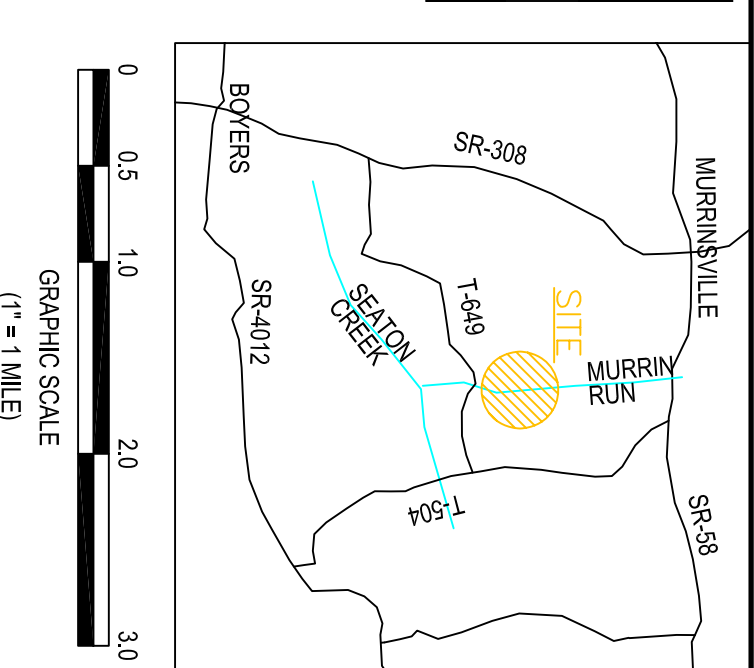 MURRINSVILLE
SR-58
SR-308
SITE
MURRIN
RUN
T-649
T-504
SEATON
CREEK
BOYERS
SR-4012
0
0.5
1.0
2.0
3.0
GRAPHIC SCALE
(1" = 1 MILE)